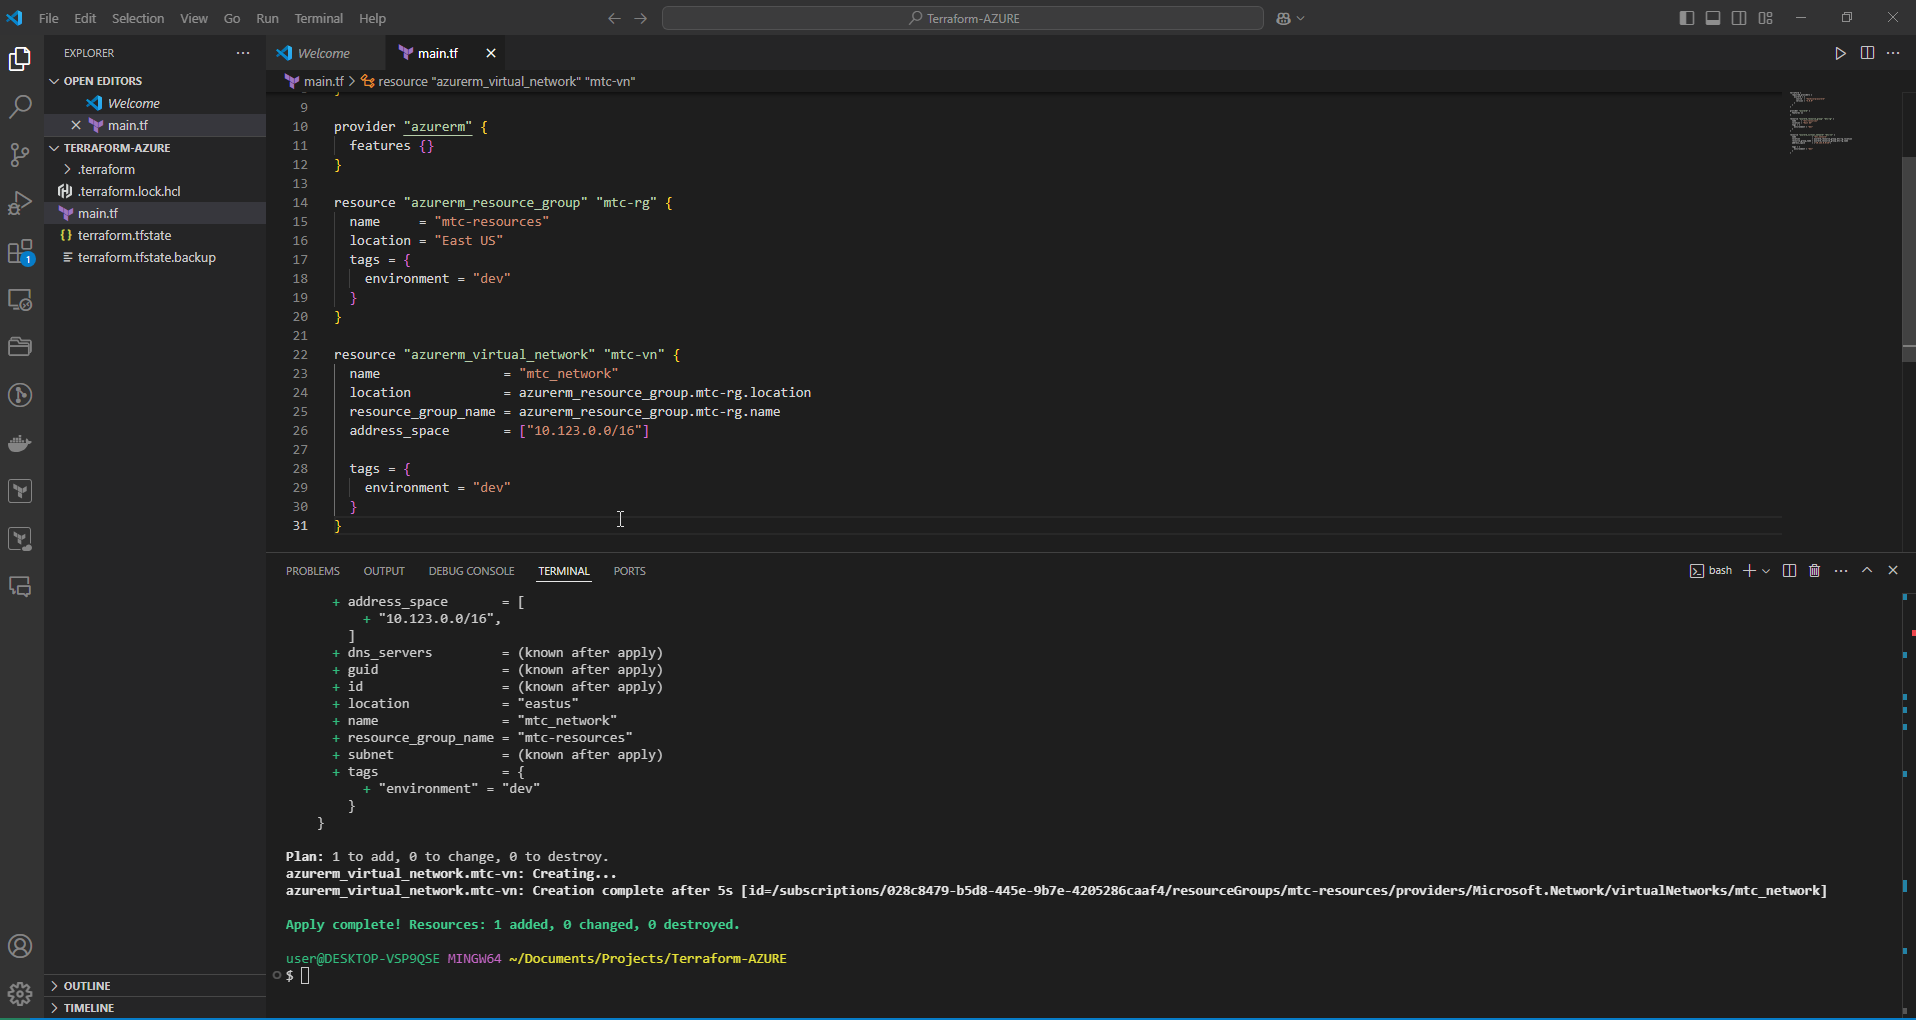 File Edit Selection View Go Run Terminal Help
Terraform-AZURE
EXPLORER
OPEN EDITORS
Welcome
main.tf
TERRAFORM-AZURE
.terraform
.terraform.lock.hcl
main.tf
terraform.tfstate
terraform.tfstate.backup
1
OUTLINE
TIMELINE
Welcome
main.tf
main.tf > resource "azurerm_virtual_network" "mtc-vn"
9
10 provider "azurerm" {
11 features {}
12 }
13
14 resource "azurerm_resource_group" "mtc-rg" {
15 name = "mtc-resources"
16 location = "East US"
17 tags = {
18 environment = "dev"
19 }
20 }
21
22 resource "azurerm_virtual_network" "mtc-vn" {
23 name = "mtc_network"
24 location = azurerm_resource_group.mtc-rg.location
25 resource_group_name = azurerm_resource_group.mtc-rg.name
26 address_space = ["10.123.0.0/16"]
27
28 tags = {
29 environment = "dev"
30 }
31 }
PROBLEMS OUTPUT DEBUG CONSOLE TERMINAL PORTS
bash
+ address_space = [
+ "10.123.0.0/16",
]
+ dns_servers = (known after apply)
+ guid = (known after apply)
+ id = (known after apply)
+ location = "eastus"
+ name = "mtc_network"
+ resource_group_name = "mtc-resources"
+ subnet = (known after apply)
+ tags = {
+ "environment" = "dev"
}
}
Plan: 1 to add, 0 to change, 0 to destroy.
azurerm_virtual_network.mtc-vn: Creating...
azurerm_virtual_network.mtc-vn: Creation complete after 5s [id=/subscriptions/028c8479-b5d8-445e-9b7e-4205286caaf4/resourceGroups/mtc-resources/providers/Microsoft.Network/virtualNetworks/mtc_network]
Apply complete! Resources: 1 added, 0 changed, 0 destroyed.
user@DESKTOP-VSP9QSE MINGW64 ~/Documents/Projects/Terraform-AZURE
$